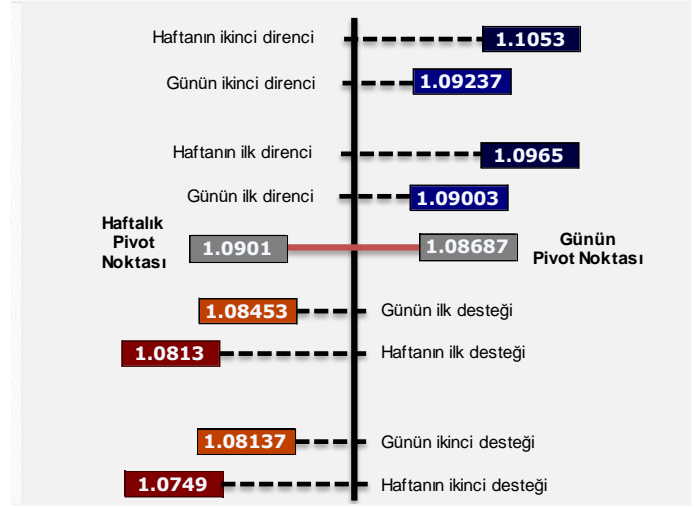 Haftanın ikinci direnci 1.1053
Günün ikinci direnci 1.09237
Haftanın ilk direnci 1.0965
Günün ilk direnci 1.09003
Haftalık
Pivot
Noktası
1.0901
1.08687
Günün
Pivot Noktası
1.08453 Günün ilk desteği
1.0813 Haftanın ilk desteği
1.08137 Günün ikinci desteği
1.0749 Haftanın ikinci desteği